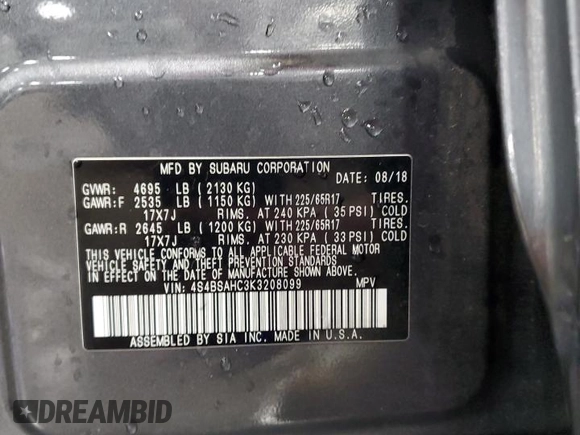 MFD BY SUBARU CORPORATION
GVWR: 4695 LB ( 2130 KG) DATE: 08/18
GAWR:F 2535 LB ( 1150 KG) WITH 225/65R17 TIRES.
17X7J RIMS, AT 240 KPA ( 35 PSI) COLD
GAWR:R 2645 LB ( 1200 KG) WITH 225/65R17 TIRES.
17X7J RIMS, AT 230 KPA ( 33 PSI) COLD
THIS VEHICLE CONFORMS TO ALL APPLICABLE FEDERAL MOTOR
VEHICLE SAFETY AND THEFT PREVENTION STANDARDS
IN EFFECT ON THE DATE OF MANUFACTURE SHOWN ABOVE.
VIN: 4S4BSAHC3K3208099 MPV
ASSEMBLED BY SIA INC. MADE IN U.S.A.
DREAMBID